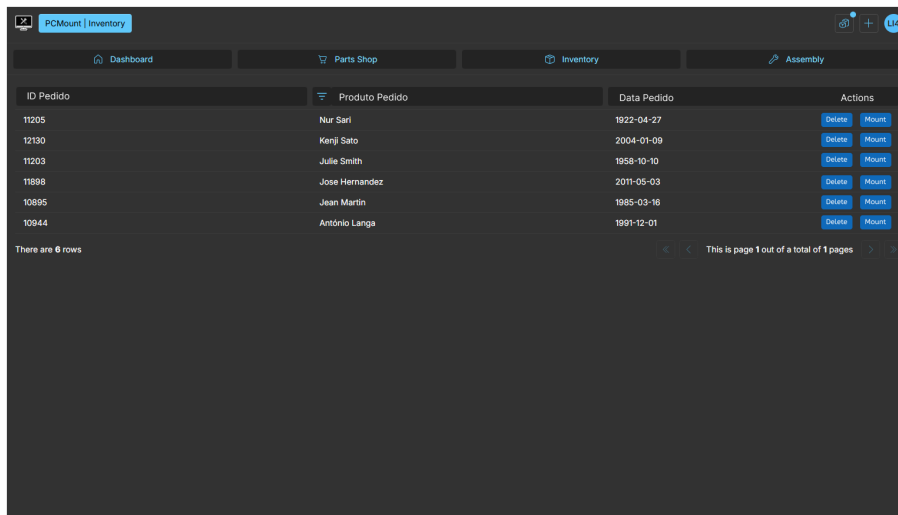 PCMount | Inventory LI4
Dashboard Parts Shop Inventory Assembly
ID Pedido Produto Pedido Data Pedido Actions
11205 Nur Sari 1922-04-27 Delete Mount
12130 Kenji Sato 2004-01-09 Delete Mount
11203 Julie Smith 1958-10-10 Delete Mount
11898 Jose Hernandez 2011-05-03 Delete Mount
10895 Jean Martin 1985-03-16 Delete Mount
10944 António Langa 1991-12-01 Delete Mount
There are 6 rows This is page 1 out of a total of 1 pages